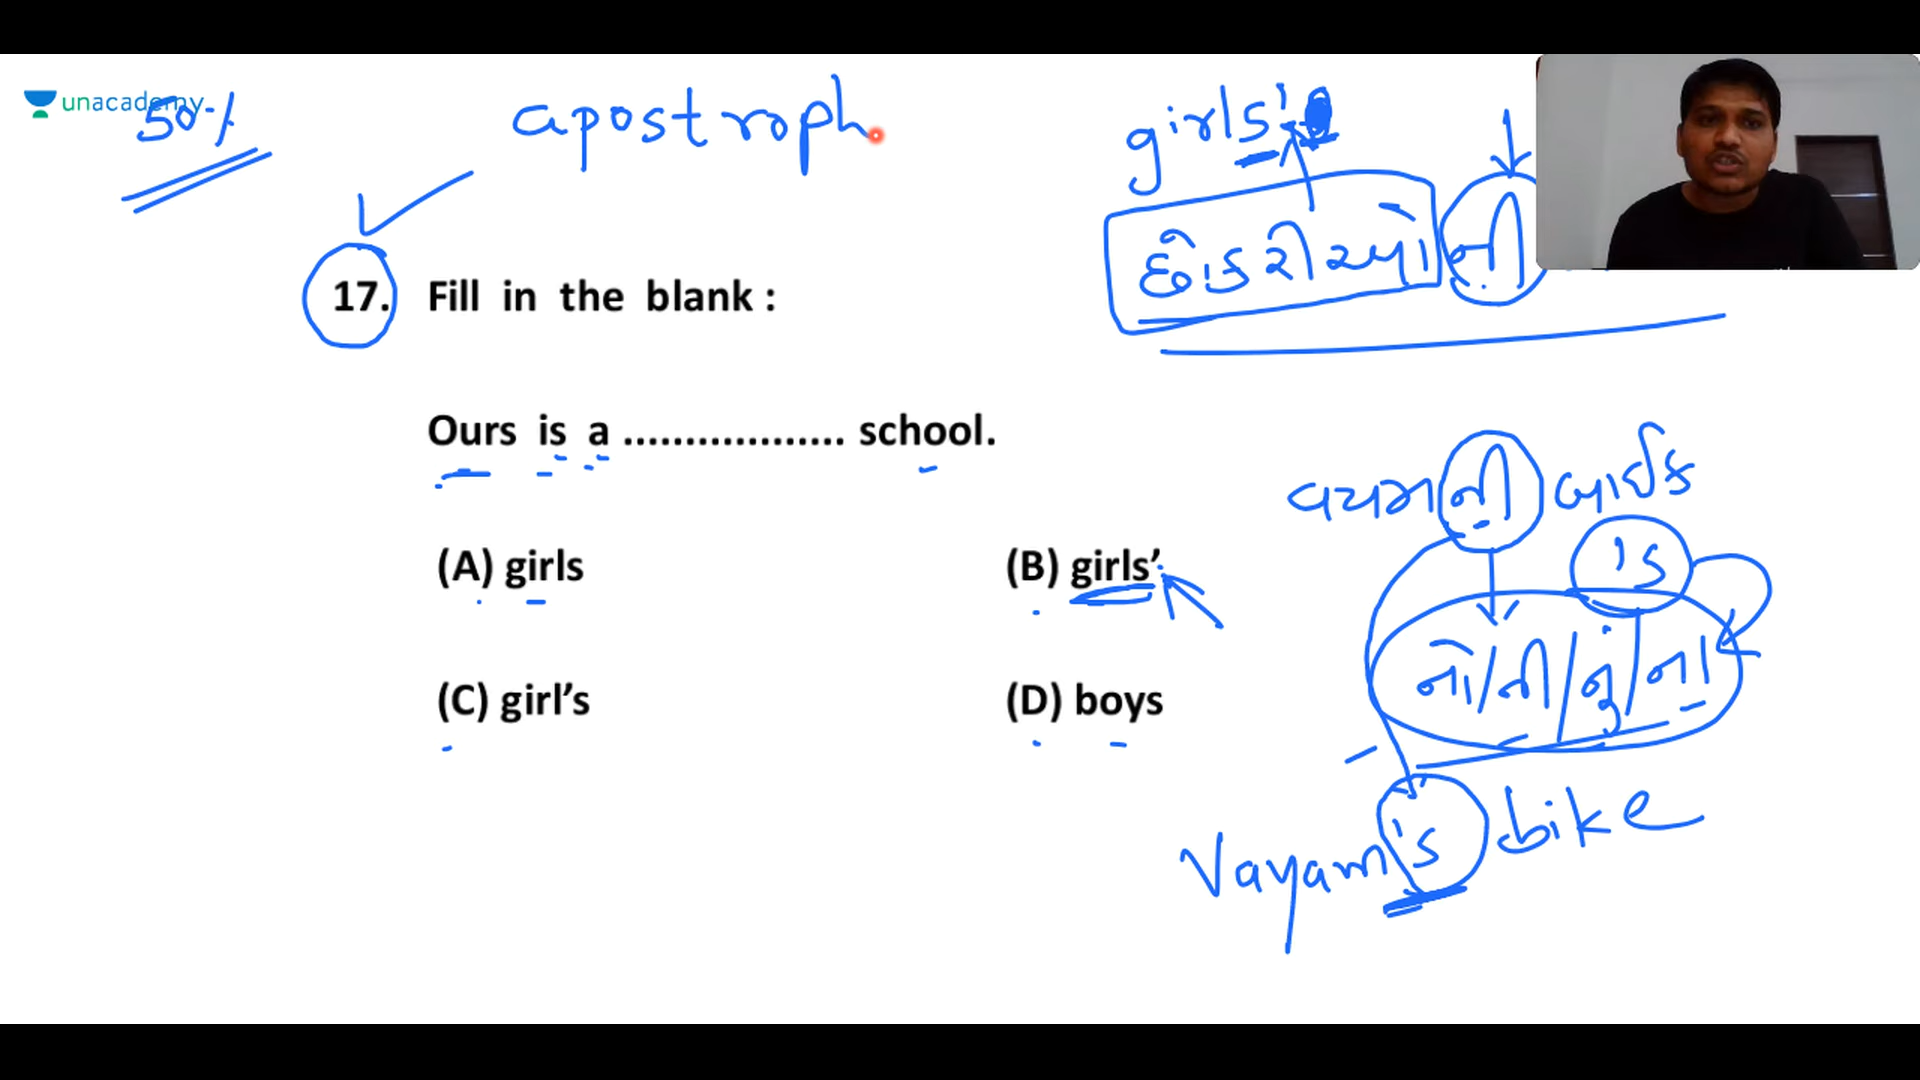 unacademy
50%
apostroph
girls'
છોકરીઓની
17. Fill in the blank :
Ours is a ................... school.
વયમની બાઈક
(A) girls
(B) girls’
's
નો/ની/નું/ના
(C) girl’s
(D) boys
Vayam's bike